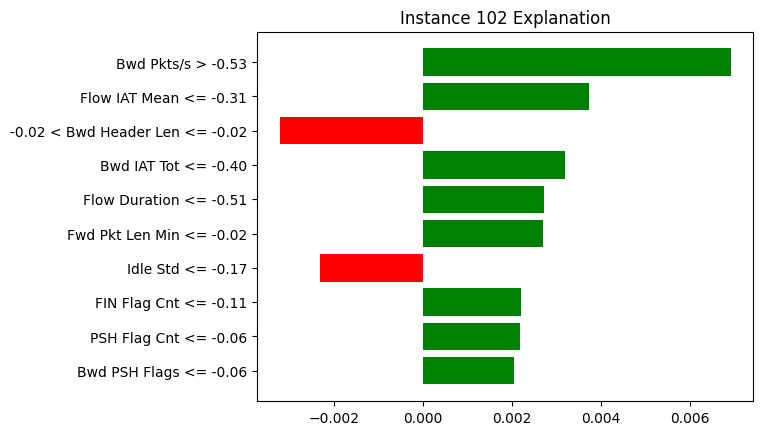 Instance 102 Explanation
Bwd Pkts/s > -0.53
Flow IAT Mean <= -0.31
-0.02 < Bwd Header Len <= -0.02
Bwd IAT Tot <= -0.40
Flow Duration <= -0.51
Fwd Pkt Len Min <= -0.02
Idle Std <= -0.17
FIN Flag Cnt <= -0.11
PSH Flag Cnt <= -0.06
Bwd PSH Flags <= -0.06
−0.002 0.000 0.002 0.004 0.006